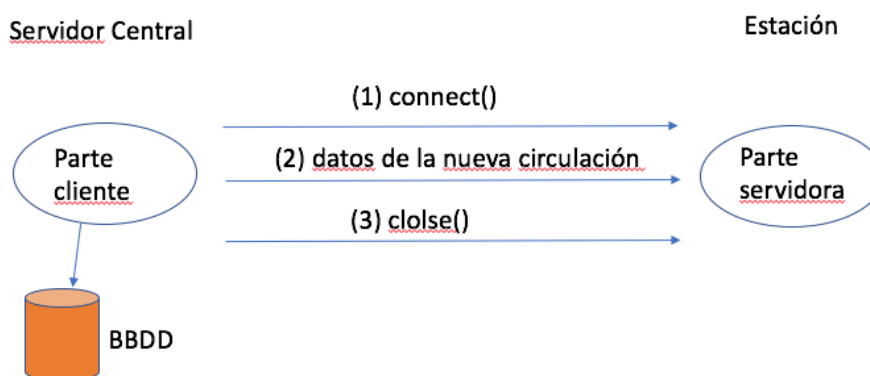 Servidor Central
Estación
(1) connect()
Parte
cliente
(2) datos de la nueva circulación
Parte
servidora
(3) clolse()
BBDD